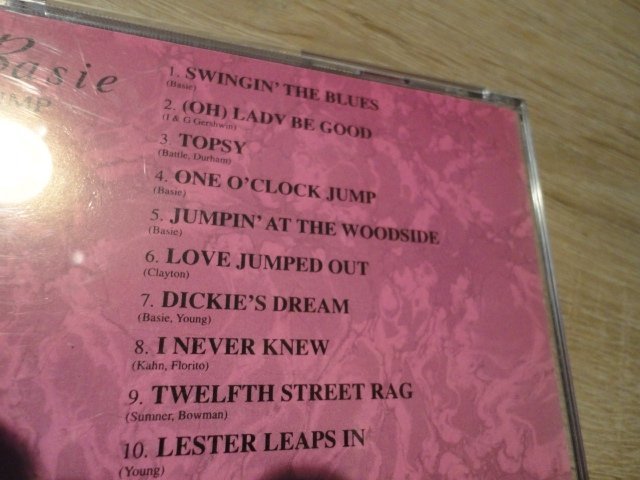 Basie
JUMP
1. SWINGIN' THE BLUES
(Basie)
2. (OH) LADY BE GOOD
(I & G Gershwin)
3. TOPSY
(Battle, Durham)
4. ONE O'CLOCK JUMP
(Basie)
5. JUMPIN' AT THE WOODSIDE
(Basie)
6. LOVE JUMPED OUT
(Clayton)
7. DICKIE'S DREAM
(Basie, Young)
8. I NEVER KNEW
(Kahn, Florito)
9. TWELFTH STREET RAG
(Sumner, Bowman)
10. LESTER LEAPS IN
(Young)